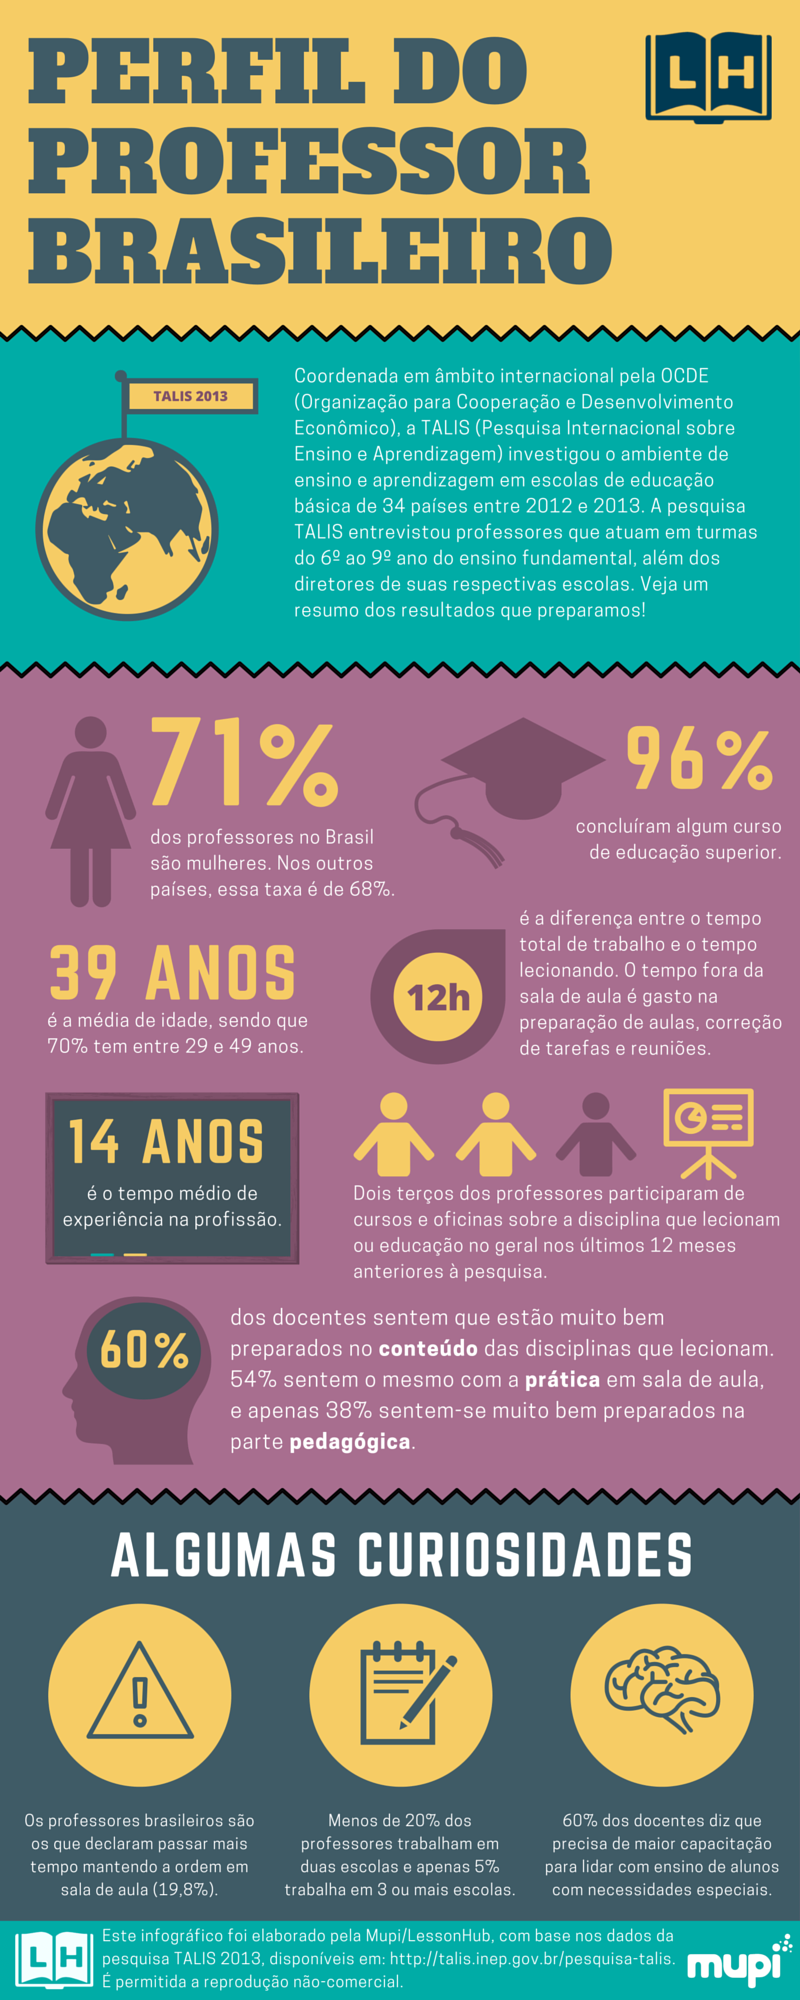 PERFIL DO
PROFESSOR
BRASILEIRO
LH
TALIS 2013
Coordenada em âmbito internacional pela OCDE
(Organização para Cooperação e Desenvolvimento
Econômico), a TALIS (Pesquisa Internacional sobre
Ensino e Aprendizagem) investigou o ambiente de
ensino e aprendizagem em escolas de educação
básica de 34 países entre 2012 e 2013. A pesquisa
TALIS entrevistou professores que atuam em turmas
do 6º ao 9º ano do ensino fundamental, além dos
diretores de suas respectivas escolas. Veja um
resumo dos resultados que preparamos!
71%
dos professores no Brasil
são mulheres. Nos outros
países, essa taxa é de 68%.
96%
concluíram algum curso
de educação superior.
39 ANOS
é a média de idade, sendo que
70% tem entre 29 e 49 anos.
12h
é a diferença entre o tempo
total de trabalho e o tempo
lecionando. O tempo fora da
sala de aula é gasto na
preparação de aulas, correção
de tarefas e reuniões.
14 ANOS
é o tempo médio de
experiência na profissão.
Dois terços dos professores participaram de
cursos e oficinas sobre a disciplina que lecionam
ou educação no geral nos últimos 12 meses
anteriores à pesquisa.
60%
dos docentes sentem que estão muito bem
preparados no conteúdo das disciplinas que lecionam.
54% sentem o mesmo com a prática em sala de aula,
e apenas 38% sentem-se muito bem preparados na
parte pedagógica.
ALGUMAS CURIOSIDADES
Os professores brasileiros são
os que declaram passar mais
tempo mantendo a ordem em
sala de aula (19,8%).
Menos de 20% dos
professores trabalham em
duas escolas e apenas 5%
trabalha em 3 ou mais escolas.
60% dos docentes diz que
precisa de maior capacitação
para lidar com ensino de alunos
com necessidades especiais.
LH
Este infográfico foi elaborado pela Mupi/LessonHub, com base nos dados da
pesquisa TALIS 2013, disponíveis em: http://talis.inep.gov.br/pesquisa-talis.
É permitida a reprodução não-comercial.
mupi